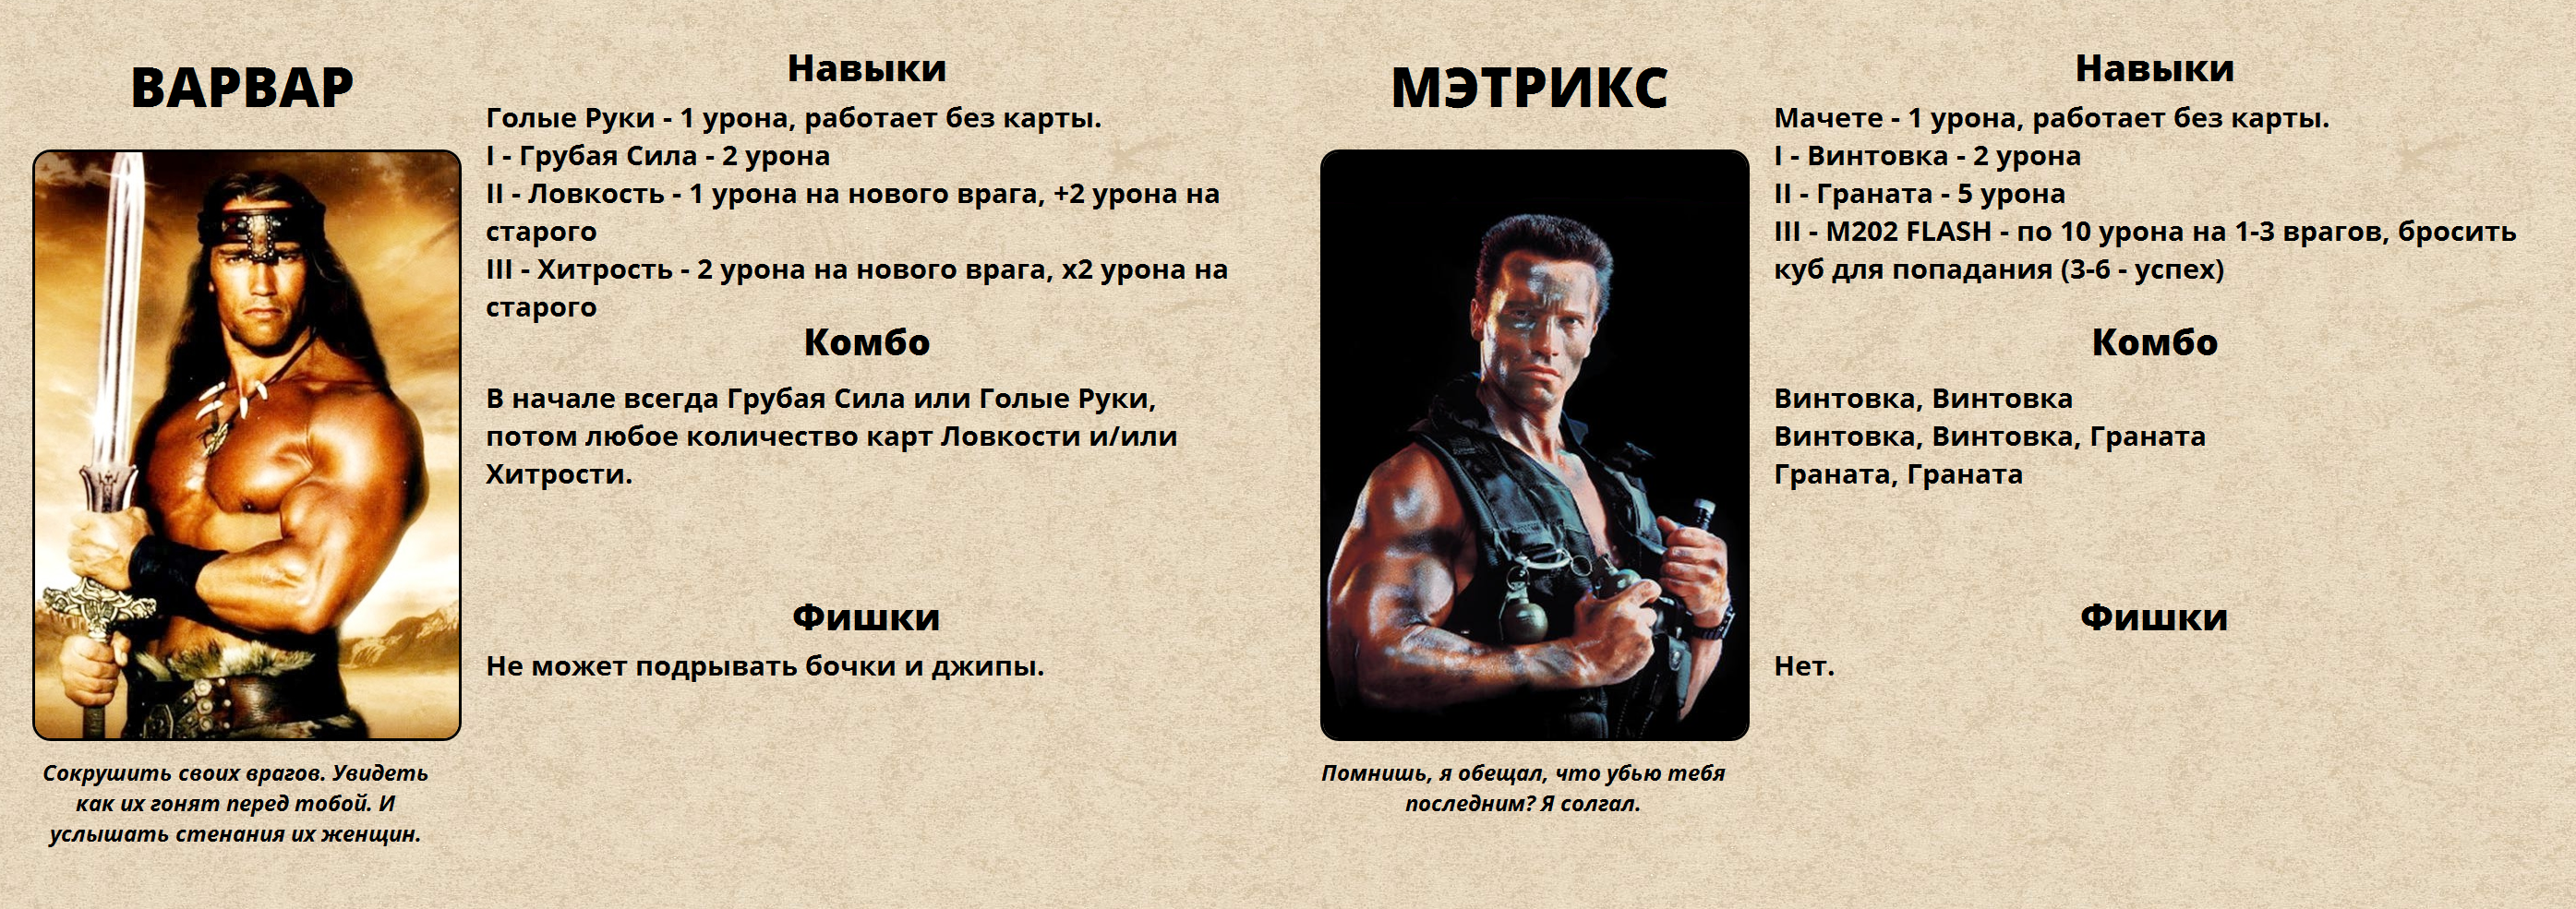 ВАРВАР
Навыки
Голые Руки - 1 урона, работает без карты.
I - Грубая Сила - 2 урона
II - Ловкость - 1 урона на нового врага, +2 урона на
старого
III - Хитрость - 2 урона на нового врага, x2 урона на
старого
Комбо
В начале всегда Грубая Сила или Голые Руки,
потом любое количество карт Ловкости и/или
Хитрости.
Фишки
Не может подрывать бочки и джипы.
Сокрушить своих врагов. Увидеть
как их гонят перед тобой. И
услышать стенания их женщин.
МЭТРИКС
Навыки
Мачете - 1 урона, работает без карты.
I - Винтовка - 2 урона
II - Граната - 5 урона
III - M202 FLASH - по 10 урона на 1-3 врагов, бросить
куб для попадания (3-6 - успех)
Комбо
Винтовка, Винтовка
Винтовка, Винтовка, Граната
Граната, Граната
Фишки
Нет.
Помнишь, я обещал, что убью тебя
последним? Я солгал.